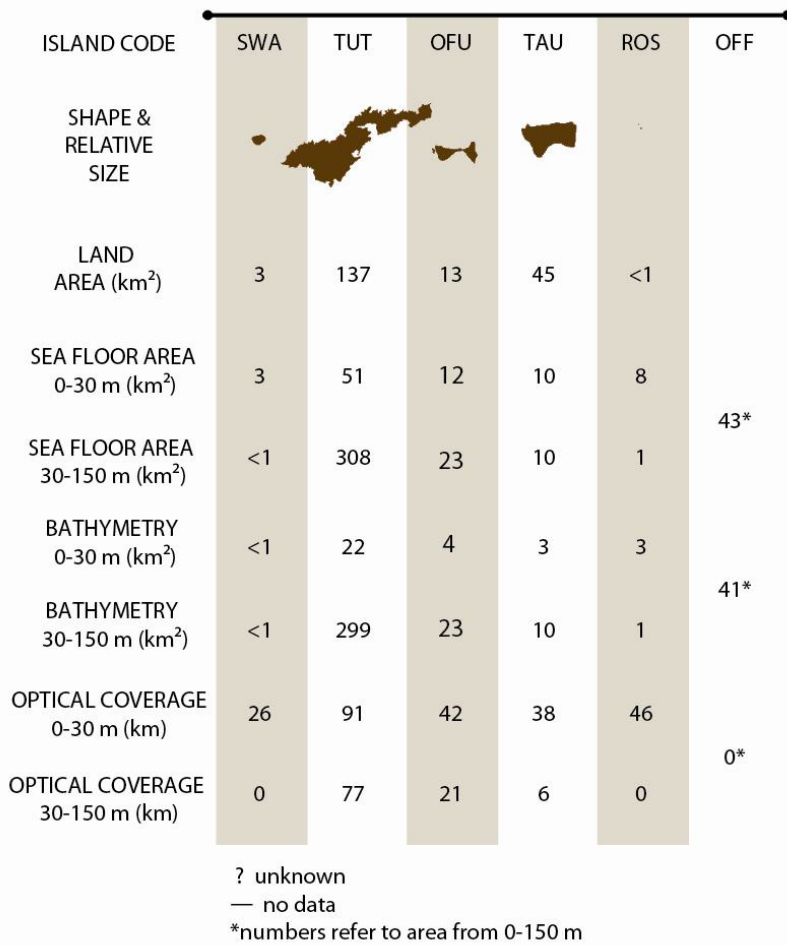 ISLAND CODE SWA TUT OFU TAU ROS OFF
SHAPE &
RELATIVE
SIZE
LAND
AREA (km²) 3 137 13 45 <1
SEA FLOOR AREA
0-30 m (km²) 3 51 12 10 8
43*
SEA FLOOR AREA
30-150 m (km²) <1 308 23 10 1
BATHYMETRY
0-30 m (km²) <1 22 4 3 3
41*
BATHYMETRY
30-150 m (km²) <1 299 23 10 1
OPTICAL COVERAGE
0-30 m (km) 26 91 42 38 46
0*
OPTICAL COVERAGE
30-150 m (km) 0 77 21 6 0
? unknown
— no data
*numbers refer to area from 0-150 m